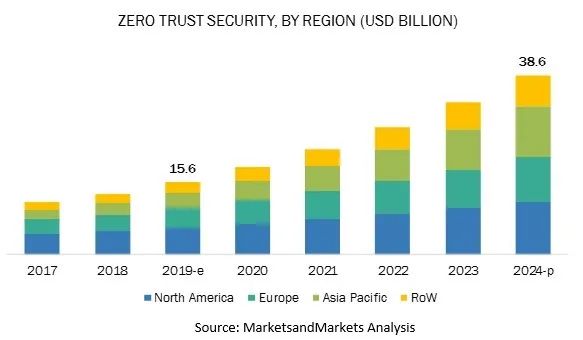 ZERO TRUST SECURITY, BY REGION (USD BILLION)
38.6
15.6
2017 2018 2019-e 2020 2021 2022 2023 2024-p
North America Europe Asia Pacific RoW
Source: MarketsandMarkets Analysis